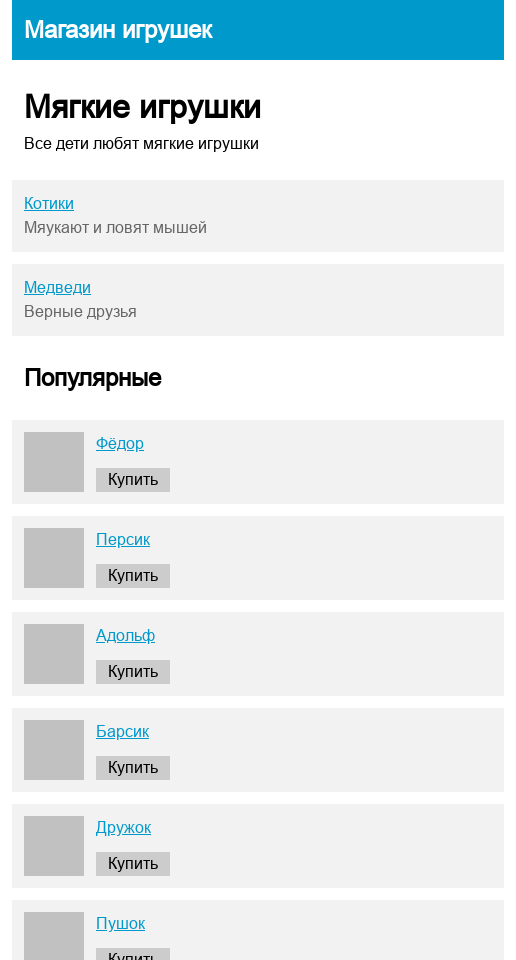 Магазин игрушек
Мягкие игрушки
Все дети любят мягкие игрушки
Котики
Мяукают и ловят мышей
Медведи
Верные друзья
Популярные
Фёдор
Купить
Персик
Купить
Адольф
Купить
Барсик
Купить
Дружок
Купить
Пушок
Купить